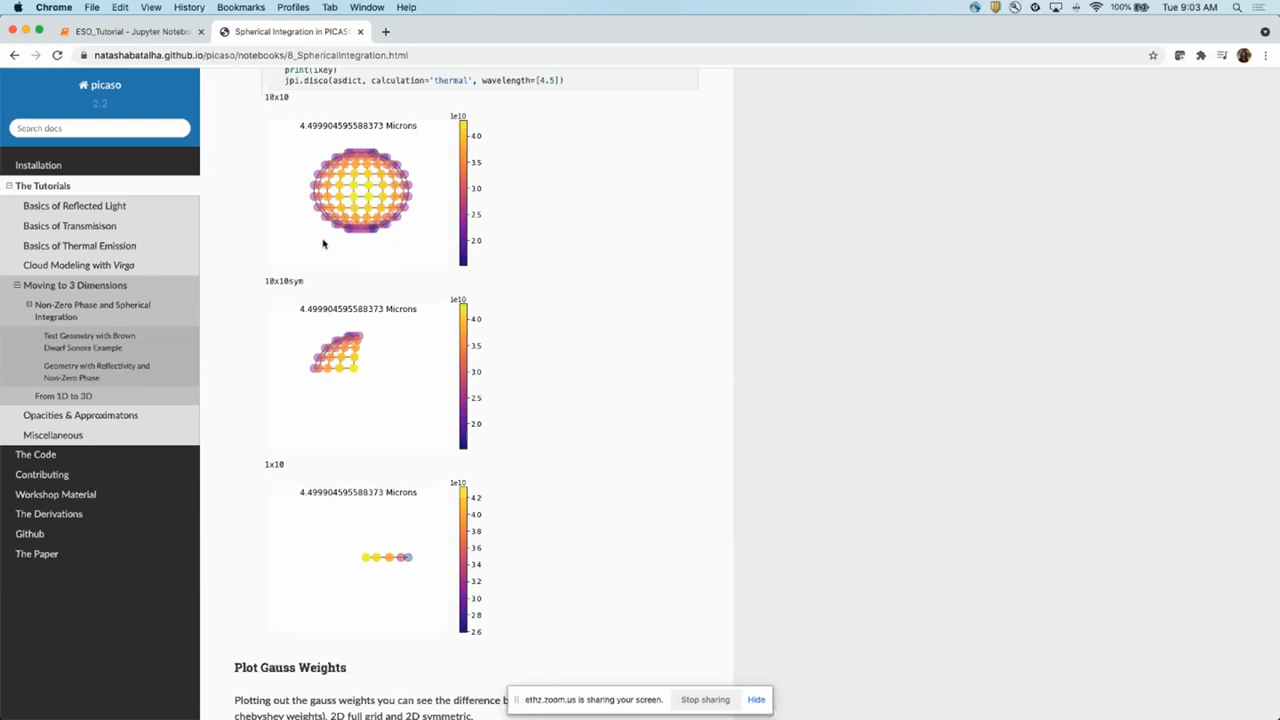 Chrome File Edit View History Bookmarks Profiles Tab Window Help 100% Tue 9:03 AM
ESO_Tutorial - Jupyter Notebo Spherical Integration in PICAS
natashabatalha.github.io/picaso/notebooks/8_SphericalIntegration.html
picaso
2.2
Search docs
Installation
The Tutorials
Basics of Reflected Light
Basics of Transmisison
Basics of Thermal Emission
Cloud Modeling with Virga
Moving to 3 Dimensions
Non-Zero Phase and Spherical
Integration
Test Geometry with Brown
Dwarf Sonora Example
Geometry with Reflectivity and
Non-Zero Phase
From 1D to 3D
Opacities & Approximatons
Miscellaneous
The Code
Contributing
Workshop Material
The Derivations
Github
The Paper
print(ikey)
jpi.disco(asdict, calculation='thermal', wavelength=[4.5])
10x10
4.499904595588373 Microns
1e10
4.0
3.5
3.0
2.5
2.0
10x10sym
4.499904595588373 Microns
1e10
4.0
3.5
3.0
2.5
2.0
1x10
4.499904595588373 Microns
1e10
4.2
4.0
3.8
3.6
3.4
3.2
3.0
2.8
2.6
Plot Gauss Weights
Plotting out the gauss weights you can see the difference b
chebyshev weights), 2D full grid and 2D symmetric.
ethz.zoom.us is sharing your screen. Stop sharing Hide